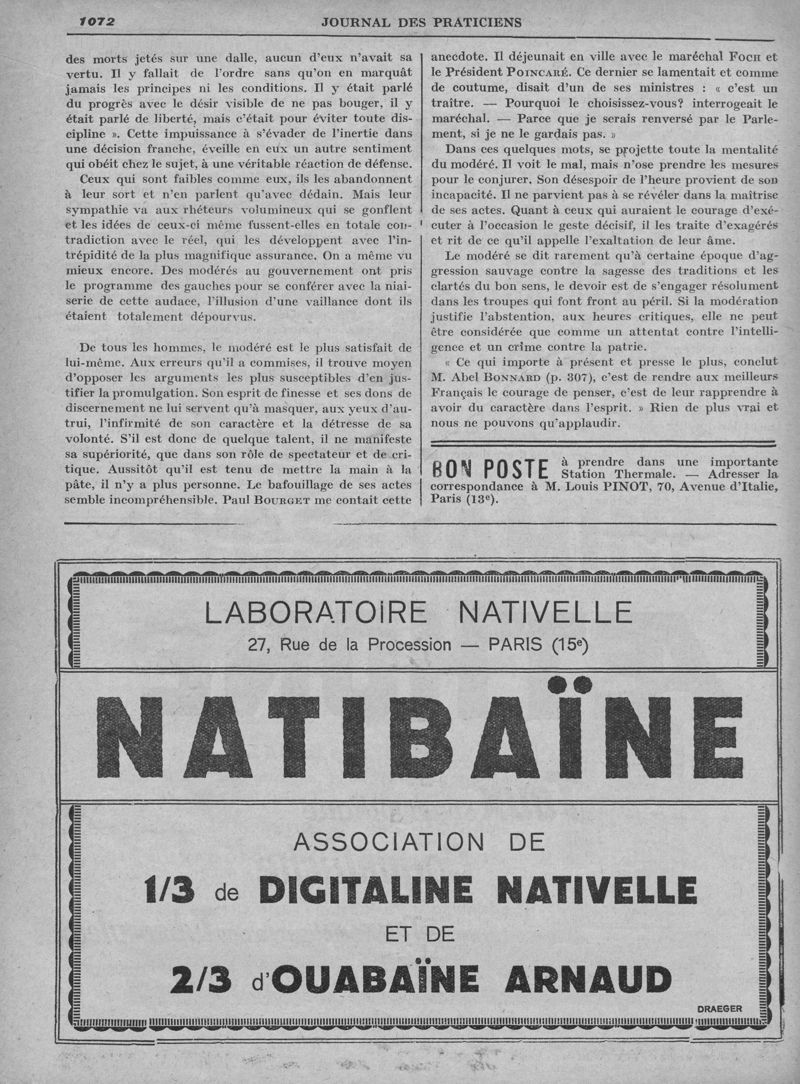 1072
JOURNAL DES PRATICIENS
des morts jetés sur une dalle, aucun d'eux n'avait sa
vertu. Il y fallait de l'ordre sans qu'on en marquât
jamais les principes ni les conditions. Il y était parlé
du progrès avec le désir visible de ne pas bouger, il y
était parlé de liberté, mais c'était pour éviter toute dis-
cipline ». Cette impuissance à s'évader de l'inertie dans
une décision franche, éveille en eux un autre sentiment
qui obéit chez le sujet, à une véritable réaction de défense.
Ceux qui sont faibles comme eux, ils les abandonnent
à leur sort et n'en parlent qu'avec dédain. Mais leur
sympathie va aux rhéteurs volumineux qui se gonflent
et les idées de ceux-ci même fussent-elles en totale con-
tradiction avec le réel, qui les développent avec l'in-
trépidité de la plus magnifique assurance. On a même vu
mieux encore. Des modérés au gouvernement ont pris
le programme des gauches pour se conférer avec la niai-
serie de cette audace, l'illusion d'une vaillance dont ils
étaient totalement dépourvus.
De tous les hommes, le modéré est le plus satisfait de
lui-même. Aux erreurs qu'il a commises, il trouve moyen
d'opposer les arguments les plus susceptibles d'en jus-
tifier la promulgation. Son esprit de finesse et ses dons de
discernement ne lui servent qu'à masquer, aux yeux d'au-
trui, l'infirmité de son caractère et la détresse de sa
volonté. S'il est donc de quelque talent, il ne manifeste
sa supériorité, que dans son rôle de spectateur et de cri-
tique. Aussitôt qu'il est tenu de mettre la main à la
pâte, il n'y a plus personne. Le bafouillage de ses actes
semble incompréhensible. Paul BOURGET me contait cette
anecdote. Il déjeunait en ville avec le maréchal FOCH et
le Président POINCARÉ. Ce dernier se lamentait et comme
de coutume, disait d'un de ses ministres : « c'est un
traître. — Pourquoi le choisissez-vous? interrogeait le
maréchal. — Parce que je serais renversé par le Parle-
ment, si je ne le gardais pas. »
Dans ces quelques mots, se projette toute la mentalité
du modéré. Il voit le mal, mais n'ose prendre les mesures
pour le conjurer. Son désespoir de l'heure provient de son
incapacité. Il ne parvient pas à se révéler dans la maîtrise
de ses actes. Quant à ceux qui auraient le courage d'exé-
cuter à l'occasion le geste décisif, il les traite d'exagérés
et rit de ce qu'il appelle l'exaltation de leur âme.
Le modéré se dit rarement qu'à certaine époque d'ag-
gression sauvage contre la sagesse des traditions et les
clartés du bon sens, le devoir est de s'engager résolument
dans les troupes qui font front au péril. Si la modération
justifie l'abstention, aux heures critiques, elle ne peut
être considérée que comme un attentat contre l'intelli-
gence et un crime contre la patrie.
« Ce qui importe à présent et presse le plus, conclut
M. Abel BONNARD (p. 307), c'est de rendre aux meilleurs
Français le courage de penser, c'est de leur rapprendre à
avoir du caractère dans l'esprit. » Rien de plus vrai et
nous ne pouvons qu'applaudir.
BON POSTE à prendre dans une importante
Station Thermale. — Adresser la
correspondance à M. Louis PINOT, 70, Avenue d'Italie,
Paris (13e).
LABORATOIRE NATIVELLE
27, Rue de la Procession — PARIS (15e)
NATIBAÏNE
ASSOCIATION DE
1/3 de DIGITALINE NATIVELLE
ET DE
2/3 d'OUABAÏNE ARNAUD
DRAEGER